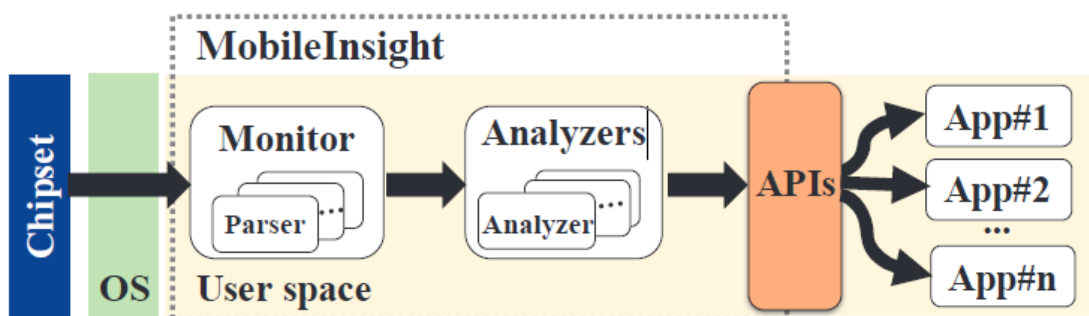 MobileInsight
Chipset
OS
Monitor
Parser
...
Analyzers
Analyzer
...
User space
APIs
App#1
App#2
...
App#n